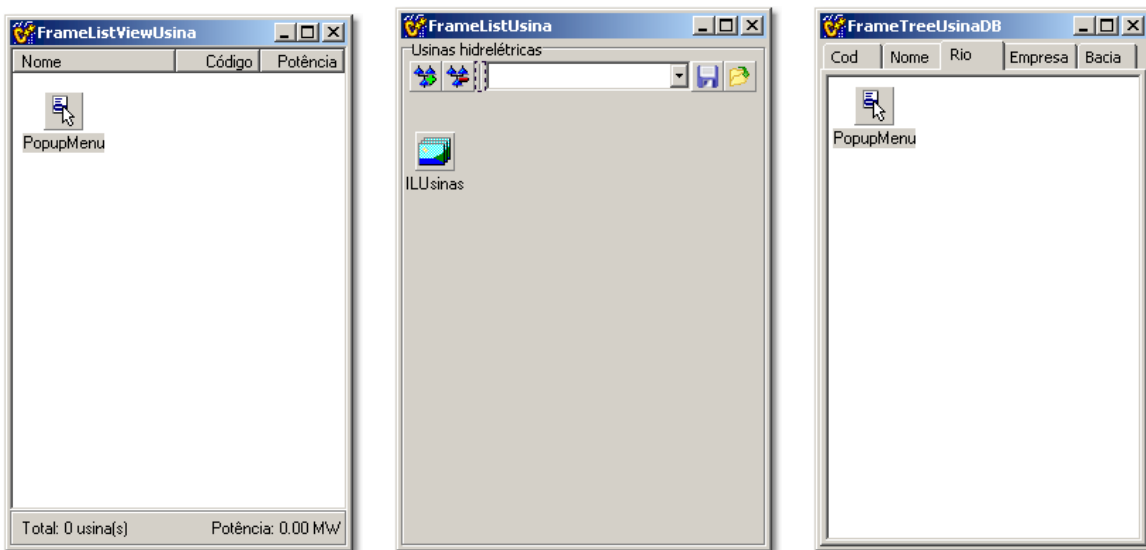 FrameListViewUsina
Nome Código Potência
PopupMenu
Total: 0 usina(s) Potência: 0.00 MW
FrameListUsina
Usinas hidrelétricas
ILUsinas
FrameTreeUsinaDB
Cod Nome Rio Empresa Bacia
PopupMenu